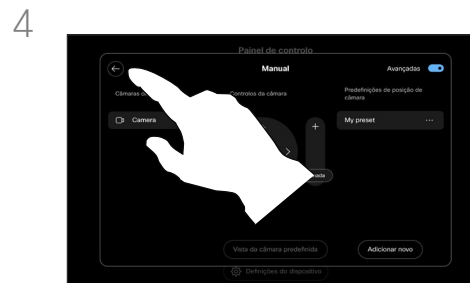 4
Painel de controlo
Manual
Avançadas
Câmaras
Controlos da câmara
Predefinições de posição de
câmara
Camera
My preset
Vista da câmara predefinida
Adicionar novo
Definições do dispositivo